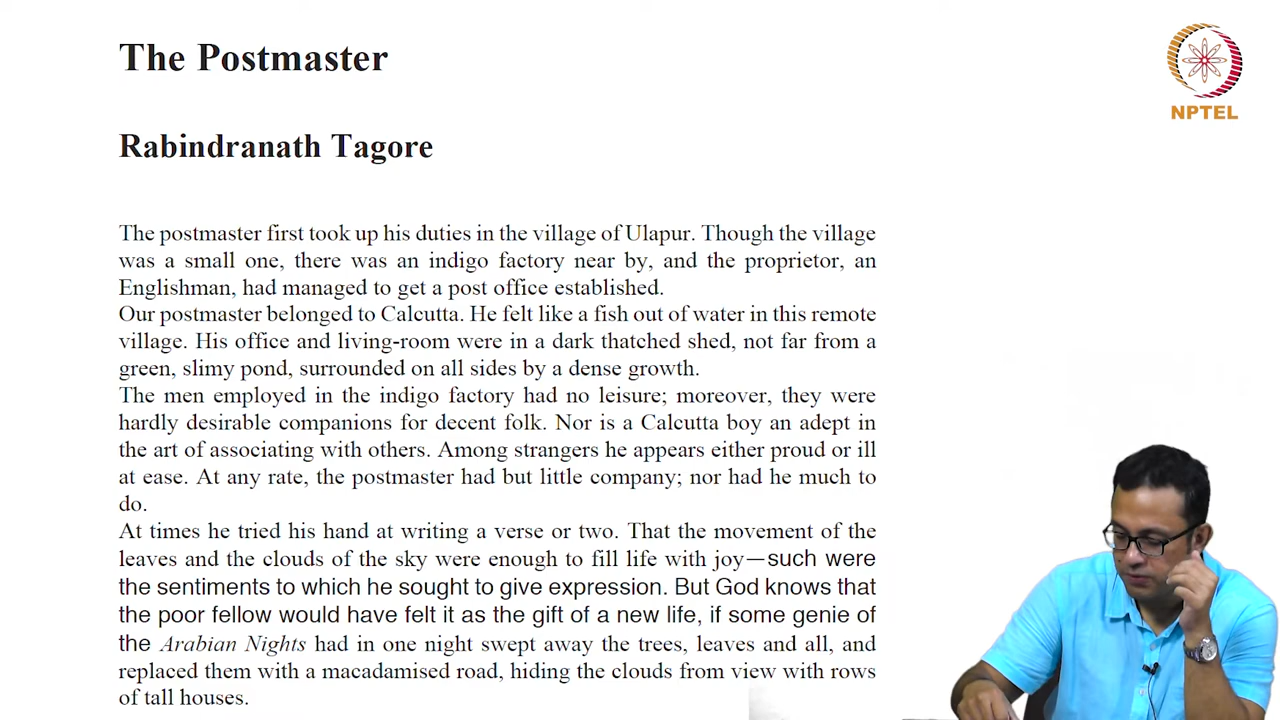 The Postmaster
NPTEL
Rabindranath Tagore
The postmaster first took up his duties in the village of Ulapur. Though the village
was a small one, there was an indigo factory near by, and the proprietor, an
Englishman, had managed to get a post office established.
Our postmaster belonged to Calcutta. He felt like a fish out of water in this remote
village. His office and living-room were in a dark thatched shed, not far from a
green, slimy pond, surrounded on all sides by a dense growth.
The men employed in the indigo factory had no leisure; moreover, they were
hardly desirable companions for decent folk. Nor is a Calcutta boy an adept in
the art of associating with others. Among strangers he appears either proud or ill
at ease. At any rate, the postmaster had but little company; nor had he much to
do.
At times he tried his hand at writing a verse or two. That the movement of the
leaves and the clouds of the sky were enough to fill life with joy—such were
the sentiments to which he sought to give expression. But God knows that
the poor fellow would have felt it as the gift of a new life, if some genie of
the Arabian Nights had in one night swept away the trees, leaves and all, and
replaced them with a macadamised road, hiding the clouds from view with rows
of tall houses.